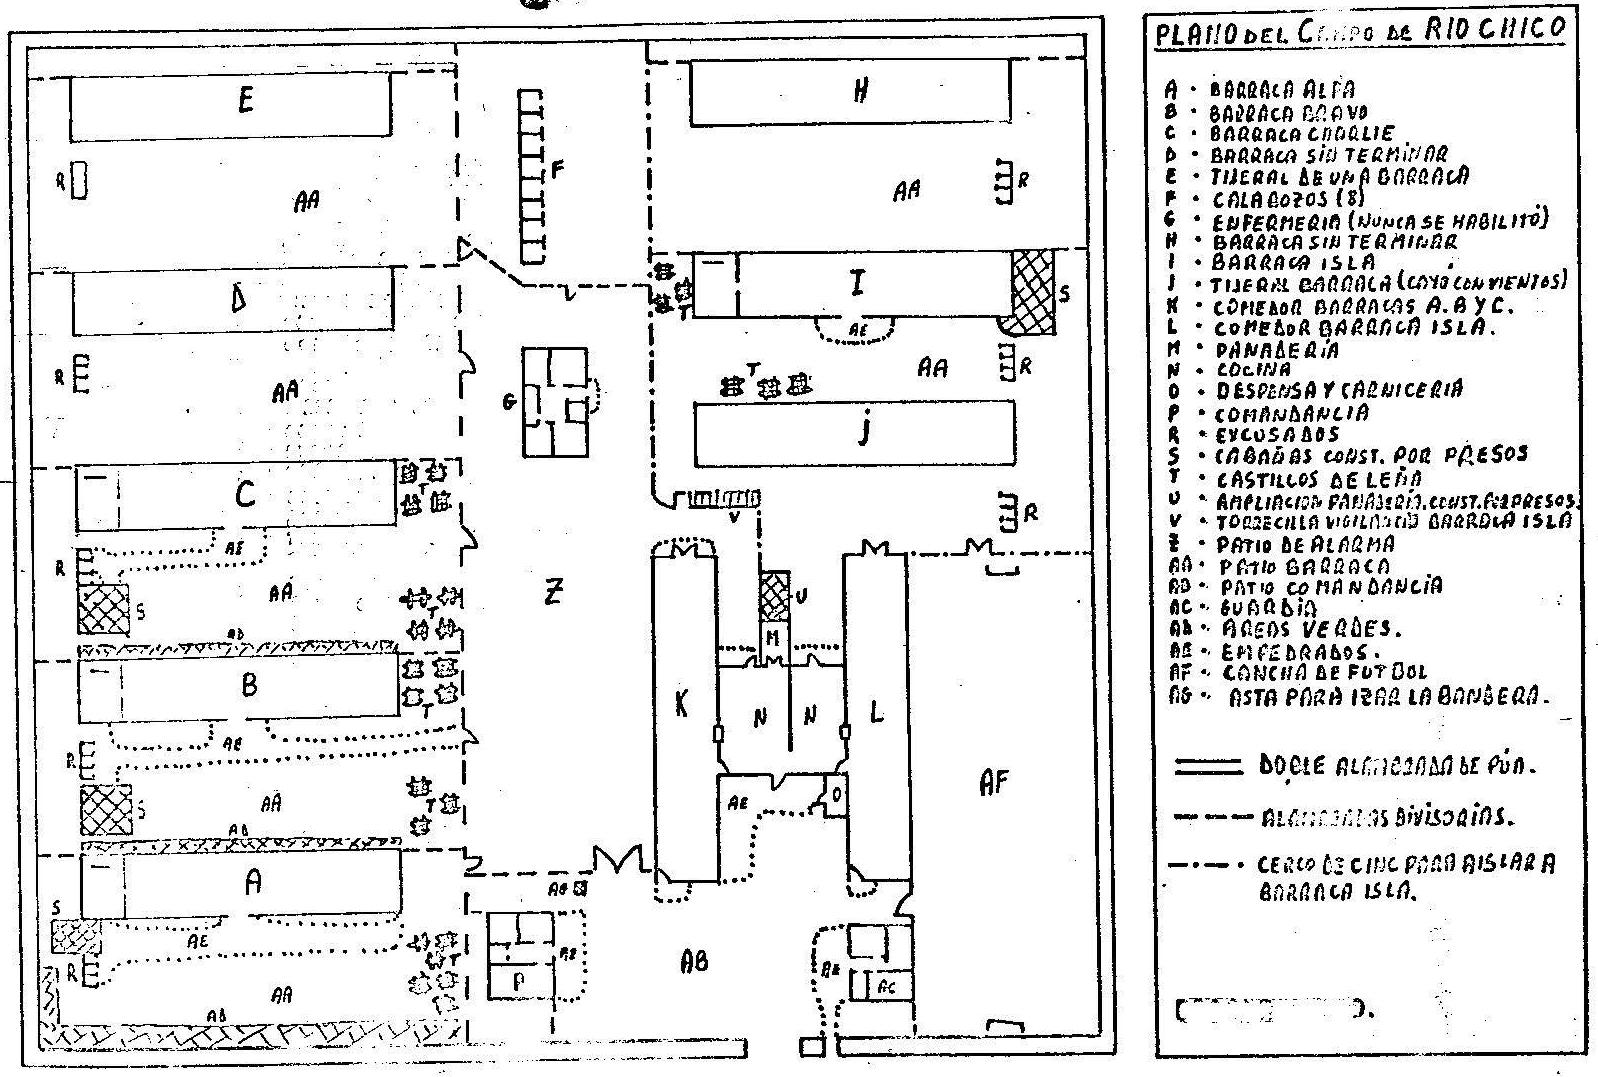 E
H
R
F
AA
AA
R
D
I
S
T
AE
R
AA
AA
R
T
G
J
C
T
V
R
AE
R
AA
S
T
Z
U
M
AD
B
T
K
N
N
L
AE
R
S
AA
T
AD
AE
O
AF
A
AG
S
AE
R
T
AE
P
AB
AE
AC
AA
AD
PLANO DEL CAMPO DE RIO CHICO
A · BARRACA ALFA
B · BARRACA BRAVO
C · BARRACA CHARLIE
D · BARRACA SIN TERMINAR
E · TIJERAL DE UNA BARRACA
F · CALABOZOS (8)
G · ENFERMERIA (NUNCA SE HABILITÓ)
H · BARRACA SIN TERMINAR
I · BARRACA ISLA
J · TIJERAL BARRACA (CAYO CON VIENTOS)
K · COMEDOR BARRACAS A. B Y C.
L · COMEDOR BARRACA ISLA.
M · PANADERÍA
N · COCINA
O · DESPENSA Y CARNICERIA
P · COMANDANCIA
R · EXCUSADOS
S · CABAÑAS CONST. POR PRESOS
T · CASTILLOS DE LEÑA
U · AMPLIACION PANADERÍA. CONST. POR PRESOS.
V · TORRECILLA VIGILANCIA BARRACA ISLA
Z · PATIO DE ALARMA
AA · PATIO BARRACA
AB · PATIO COMANDANCIA
AC · GUARDIA
AD · AREAS VERDES.
AE · EMPEDRADOS.
AF · CANCHA DE FUTBOL
AG · ASTA PARA IZAR LA BANDERA.
DOBLE ALAMBRADA DE PÚA.
ALAMBRADAS DIVISORIAS.
CERCO DE CINC PARA AISLAR A
BARRACA ISLA.